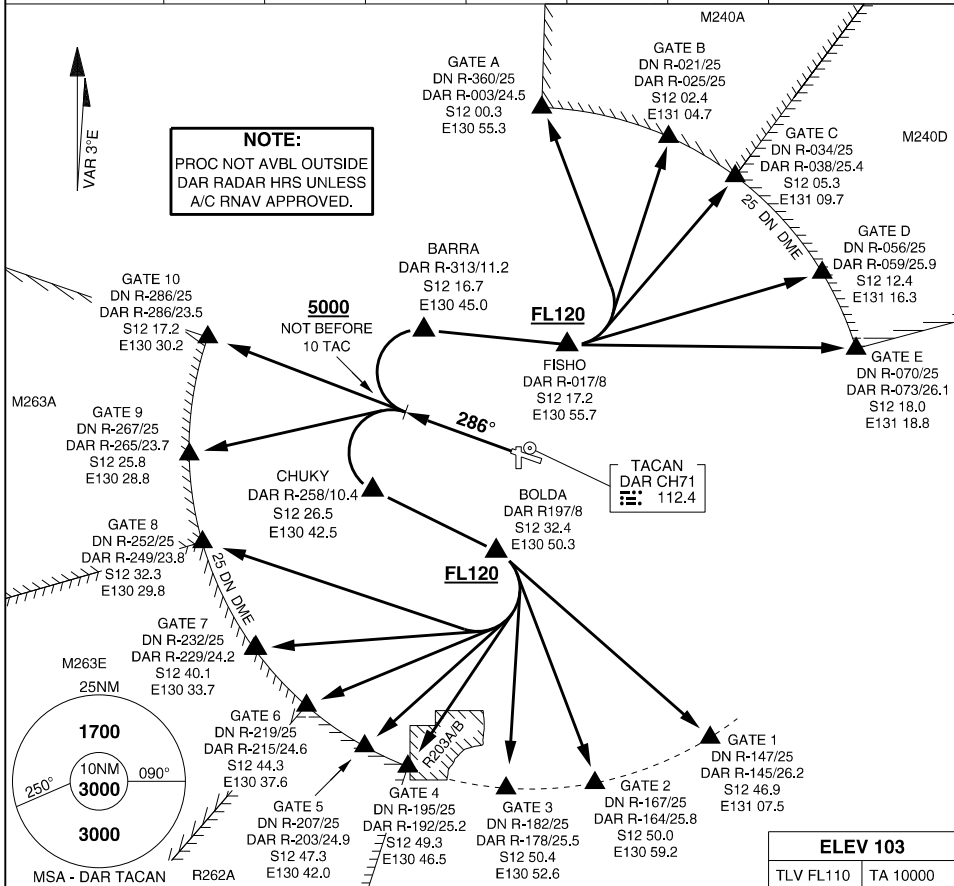 M240A
GATE A
DN R-360/25
DAR R-003/24.5
S12 00.3
E130 55.3
GATE B
DN R-021/25
DAR R-025/25
S12 02.4
E131 04.7
GATE C
DN R-034/25
DAR R-038/25.4
S12 05.3
E131 09.7
M240D
VAR 3°E
NOTE:
PROC NOT AVBL OUTSIDE
DAR RADAR HRS UNLESS
A/C RNAV APPROVED.
25 DN DME
GATE D
DN R-056/25
DAR R-059/25.9
S12 12.4
E131 16.3
BARRA
DAR R-313/11.2
S12 16.7
E130 45.0
GATE 10
DN R-286/25
DAR R-286/23.5
S12 17.2
E130 30.2
5000
NOT BEFORE
10 TAC
FL120
FISHO
DAR R-017/8
S12 17.2
E130 55.7
GATE E
DN R-070/25
DAR R-073/26.1
S12 18.0
E131 18.8
M263A
GATE 9
DN R-267/25
DAR R-265/23.7
S12 25.8
E130 28.8
286°
TACAN
DAR CH71
112.4
CHUKY
DAR R-258/10.4
S12 26.5
E130 42.5
BOLDA
DAR R197/8
S12 32.4
E130 50.3
FL120
GATE 8
DN R-252/25
DAR R-249/23.8
S12 32.3
E130 29.8
25 DN DME
GATE 7
DN R-232/25
DAR R-229/24.2
S12 40.1
E130 33.7
M263E
25NM
1700
10NM
3000
250°
090°
3000
MSA - DAR TACAN
GATE 6
DN R-219/25
DAR R-215/24.6
S12 44.3
E130 37.6
R262A
GATE 5
DN R-207/25
DAR R-203/24.9
S12 47.3
E130 42.0
R203A/B
GATE 4
DN R-195/25
DAR R-192/25.2
S12 49.3
E130 46.5
GATE 3
DN R-182/25
DAR R-178/25.5
S12 50.4
E130 52.6
GATE 2
DN R-167/25
DAR R-164/25.8
S12 50.0
E130 59.2
GATE 1
DN R-147/25
DAR R-145/26.2
S12 46.9
E131 07.5
ELEV 103
TLV FL110 TA 10000